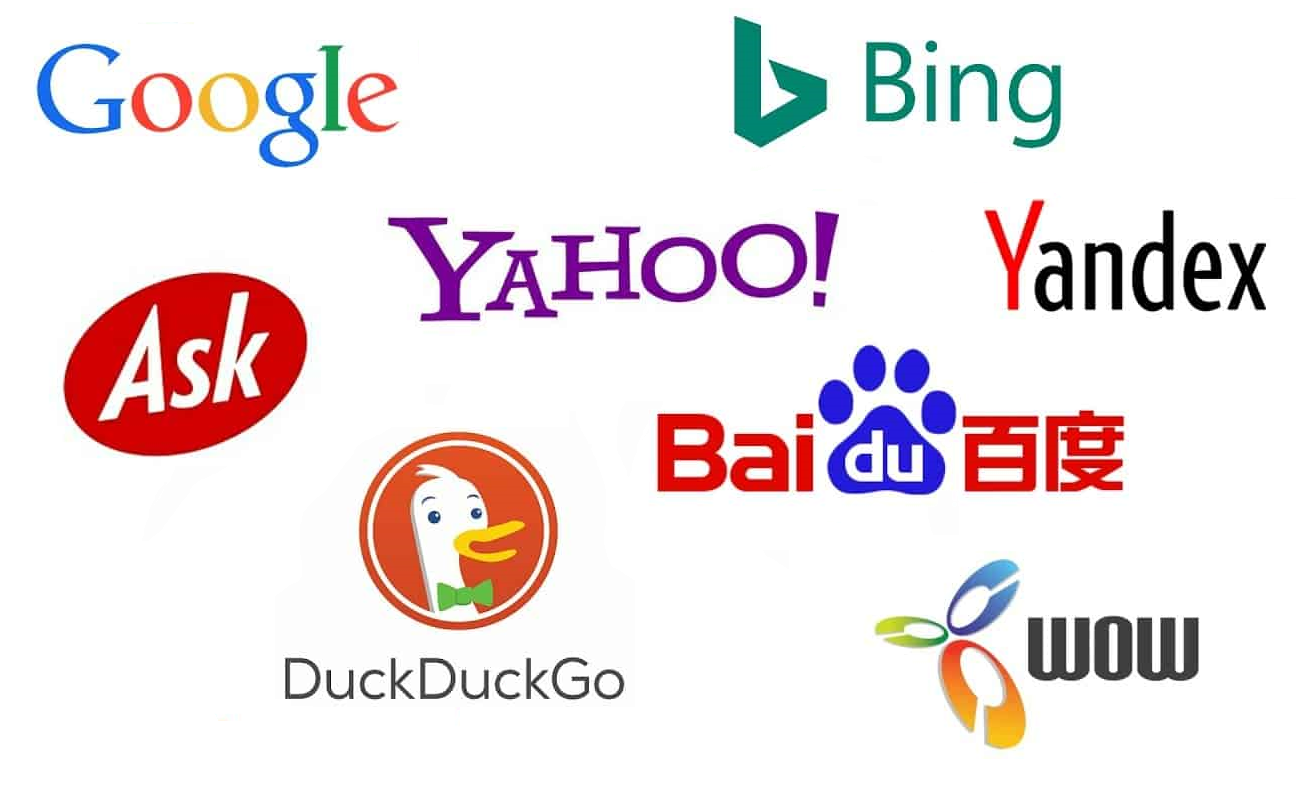 Google
Bing
YAHOO!
Yandex
Ask
Baidu百度
DuckDuckGo
WOW